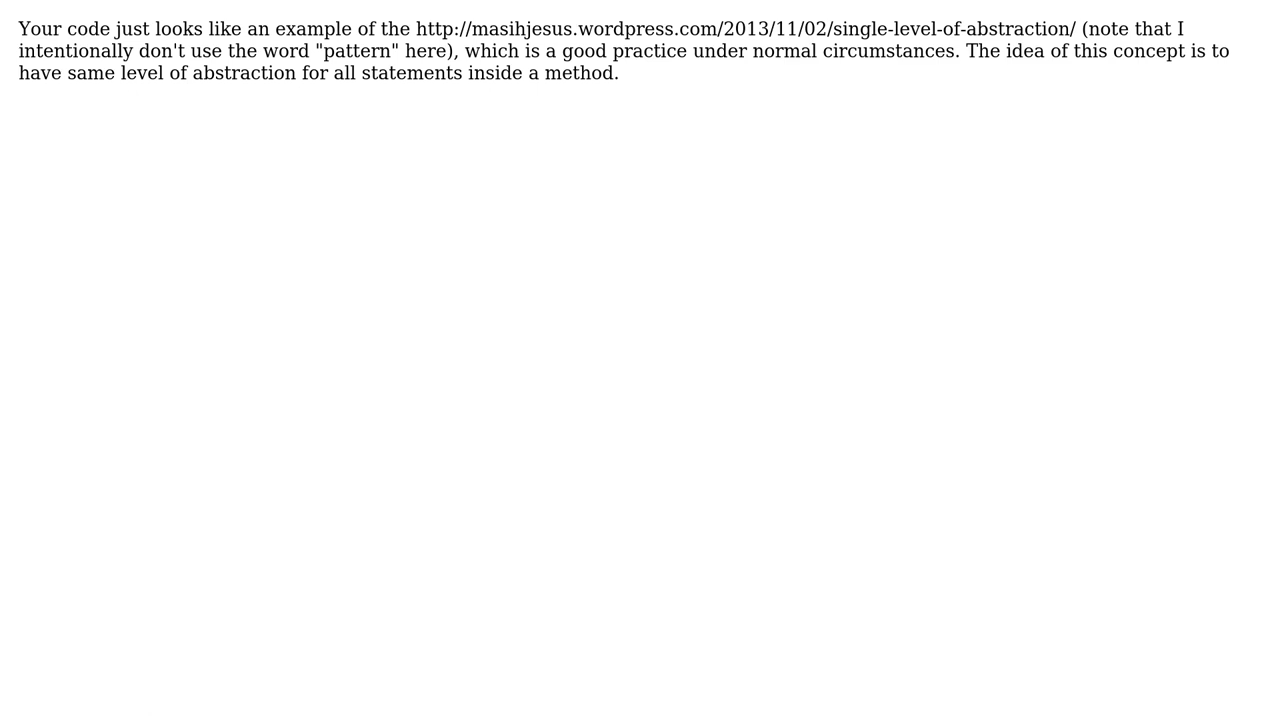 Your code just looks like an example of the http://masihjesus.wordpress.com/2013/11/02/single-level-of-abstraction/ (note that I
intentionally don't use the word "pattern" here), which is a good practice under normal circumstances. The idea of this concept is to
have same level of abstraction for all statements inside a method.